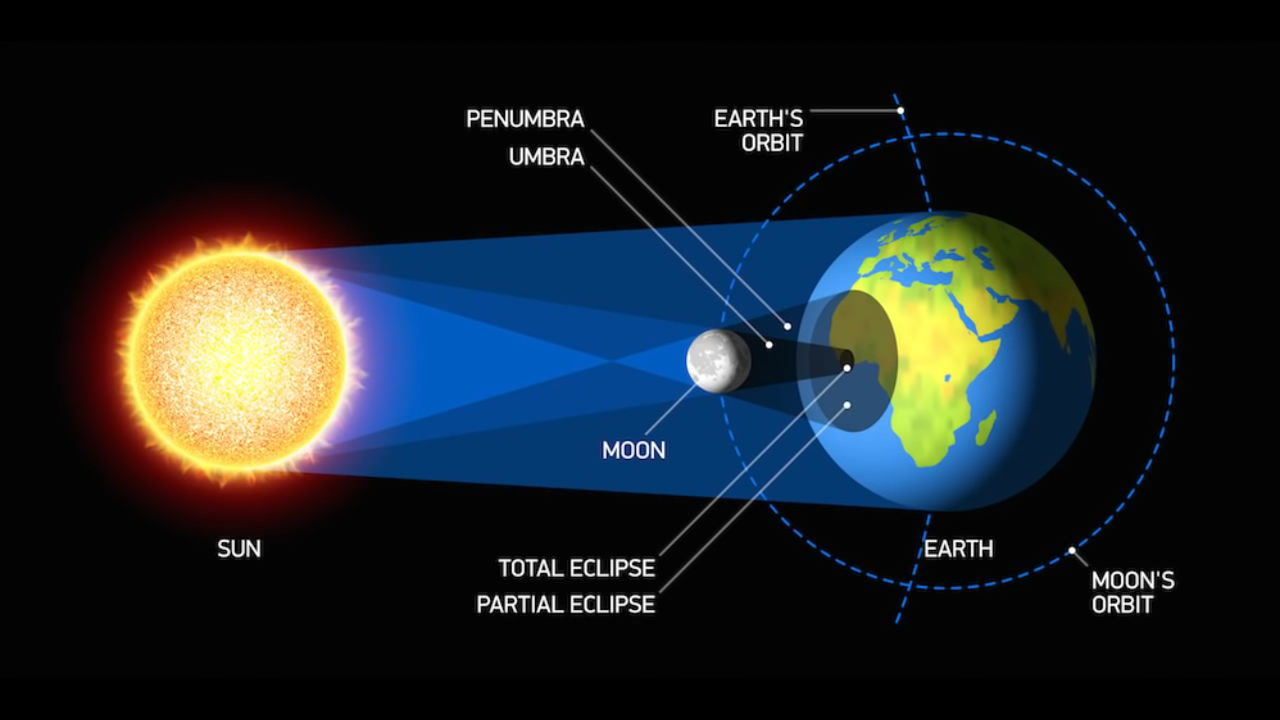 PENUMBRA
UMBRA
EARTH'S
ORBIT
MOON
SUN
EARTH
TOTAL ECLIPSE
PARTIAL ECLIPSE
MOON'S
ORBIT